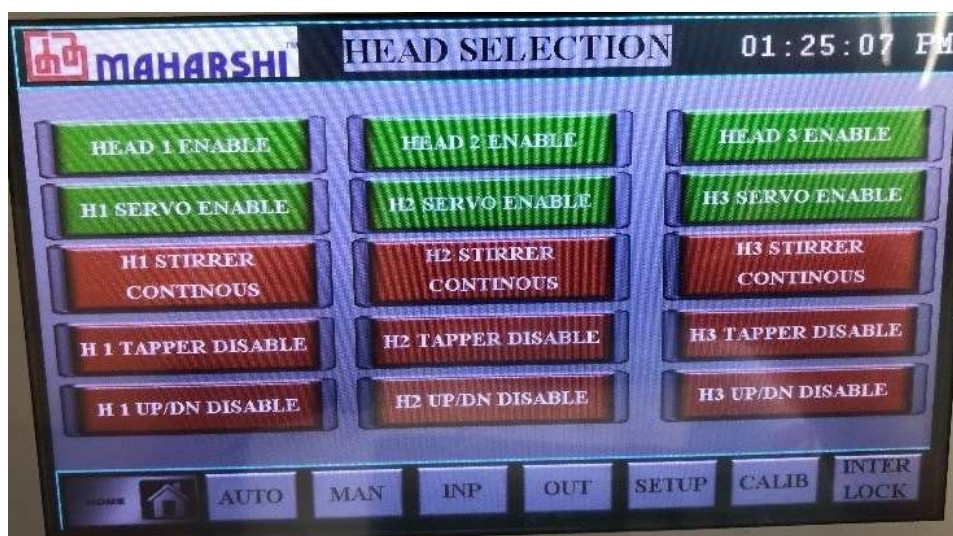 MAHARSHI™ HEAD SELECTION 01:25:07 PM
HEAD 1 ENABLE HEAD 2 ENABLE HEAD 3 ENABLE
H1 SERVO ENABLE H2 SERVO ENABLE H3 SERVO ENABLE
H1 STIRRER H2 STIRRER H3 STIRRER
CONTINOUS CONTINOUS CONTINOUS
H 1 TAPPER DISABLE H2 TAPPER DISABLE H3 TAPPER DISABLE
H 1 UP/DN DISABLE H2 UP/DN DISABLE H3 UP/DN DISABLE
HOME AUTO MAN INP OUT SETUP CALIB INTER
LOCK